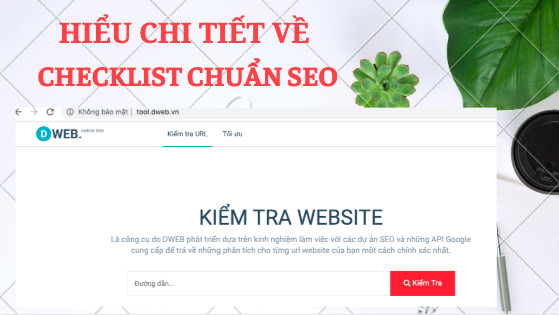 HIỂU CHI TIẾT VỀ
CHECKLIST CHUẨN SEO
Không bảo mật | tool.dweb.vn
DWEB. CHECK SEO
Kiểm tra URL Tối ưu
KIỂM TRA WEBSITE
Là công cụ do DWEB phát triển dựa trên kinh nghiệm làm việc với các dự án SEO và những API Google
cung cấp để trả về những phân tích cho từng url website của bạn một cách chính xác nhất.
Đường dẫn... Kiểm Tra